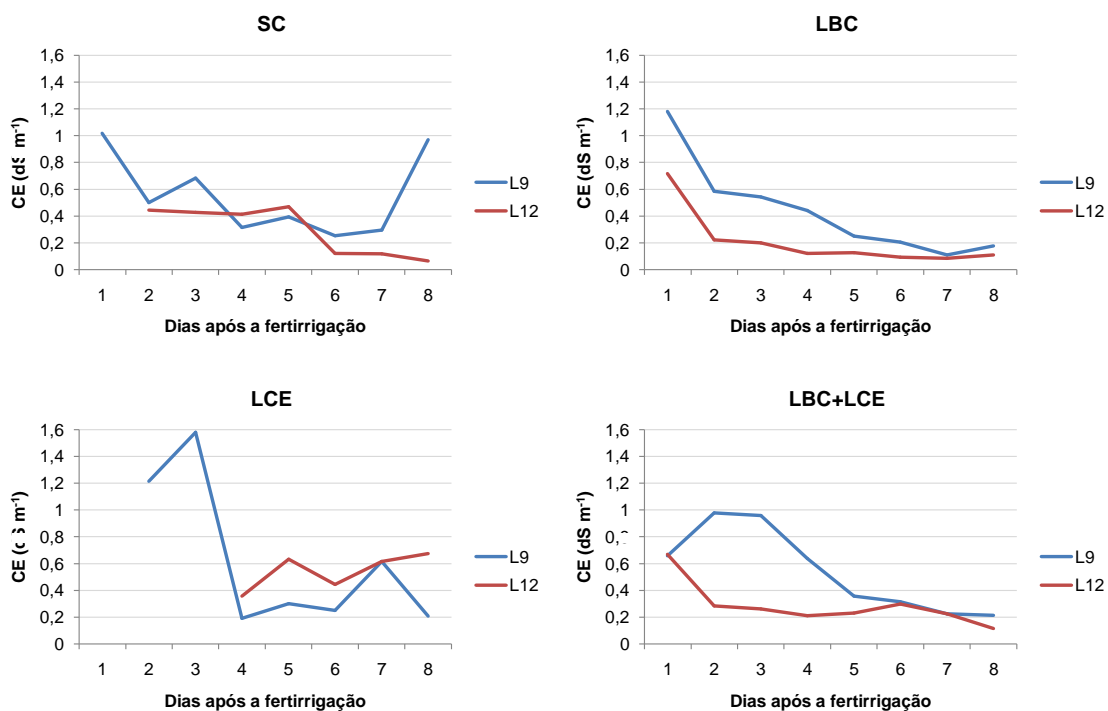 SC
1,6
1,4
1,2
1
0,8
0,6
0,4
0,2
0
CE (dS m-1)
1 2 3 4 5 6 7 8
Dias após a fertirrigação
L9
L12
LBC
1,6
1,4
1,2
1
0,8
0,6
0,4
0,2
0
CE (dS m-1)
1 2 3 4 5 6 7 8
Dias após a fertirrigação
L9
L12
LCE
1,6
1,4
1,2
1
0,8
0,6
0,4
0,2
0
CE (dS m-1)
1 2 3 4 5 6 7 8
Dias após a fertirrigação
L9
L12
LBC+LCE
1,6
1,4
1,2
1
0,6
0,4
0,2
0
CE (dS m-1)
1 2 3 4 5 6 7 8
Dias após a fertirrigação
L9
L12